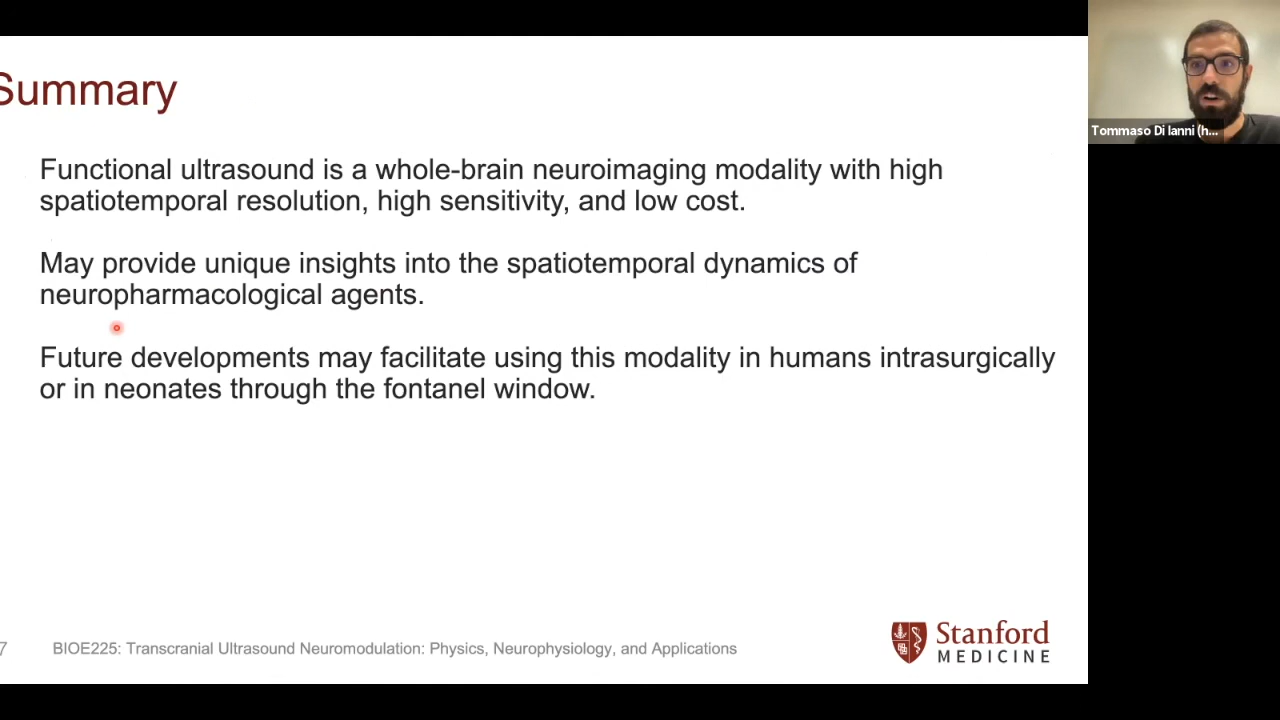 Summary
Functional ultrasound is a whole-brain neuroimaging modality with high
spatiotemporal resolution, high sensitivity, and low cost.
May provide unique insights into the spatiotemporal dynamics of
neuropharmacological agents.
Future developments may facilitate using this modality in humans intrasurgically
or in neonates through the fontanel window.
7 BIOE225: Transcranial Ultrasound Neuromodulation: Physics, Neurophysiology, and Applications
Stanford
MEDICINE
Tommaso Di Ianni (h...